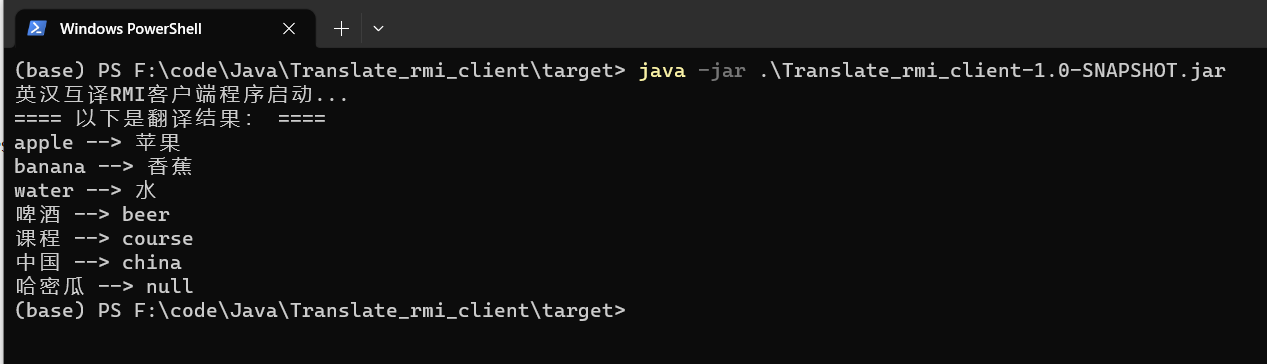 Windows PowerShell
(base) PS F:\code\Java\Translate_rmi_client\target> java -jar .\Translate_rmi_client-1.0-SNAPSHOT.jar
英汉互译RMI客户端程序启动...
==== 以下是翻译结果： ====
apple --> 苹果
banana --> 香蕉
water --> 水
啤酒 --> beer
课程 --> course
中国 --> china
哈密瓜 --> null
(base) PS F:\code\Java\Translate_rmi_client\target>